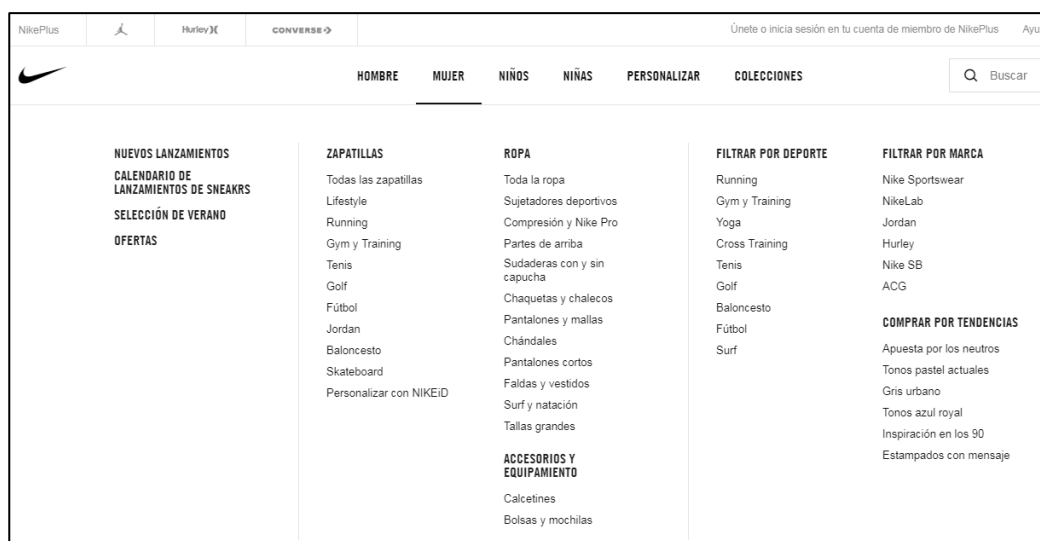 NikePlus
Hurley
CONVERSE
Únete o inicia sesión en tu cuenta de miembro de NikePlus
Ayu
HOMBRE
MUJER
NIÑOS
NIÑAS
PERSONALIZAR
COLECCIONES
Buscar
NUEVOS LANZAMIENTOS
CALENDARIO DE
LANZAMIENTOS DE SNEAKRS
SELECCIÓN DE VERANO
OFERTAS
ZAPATILLAS
Todas las zapatillas
Lifestyle
Running
Gym y Training
Tenis
Golf
Fútbol
Jordan
Baloncesto
Skateboard
Personalizar con NIKEiD
ROPA
Toda la ropa
Sujetadores deportivos
Compresión y Nike Pro
Partes de arriba
Sudaderas con y sin
capucha
Chaquetas y chalecos
Pantalones y mallas
Chándales
Pantalones cortos
Faldas y vestidos
Surf y natación
Tallas grandes
ACCESORIOS Y
EQUIPAMIENTO
Calcetines
Bolsas y mochilas
FILTRAR POR DEPORTE
Running
Gym y Training
Yoga
Cross Training
Tenis
Golf
Baloncesto
Fútbol
Surf
FILTRAR POR MARCA
Nike Sportswear
NikeLab
Jordan
Hurley
Nike SB
ACG
COMPRAR POR TENDENCIAS
Apuesta por los neutros
Tonos pastel actuales
Gris urbano
Tonos azul royal
Inspiración en los 90
Estampados con mensaje